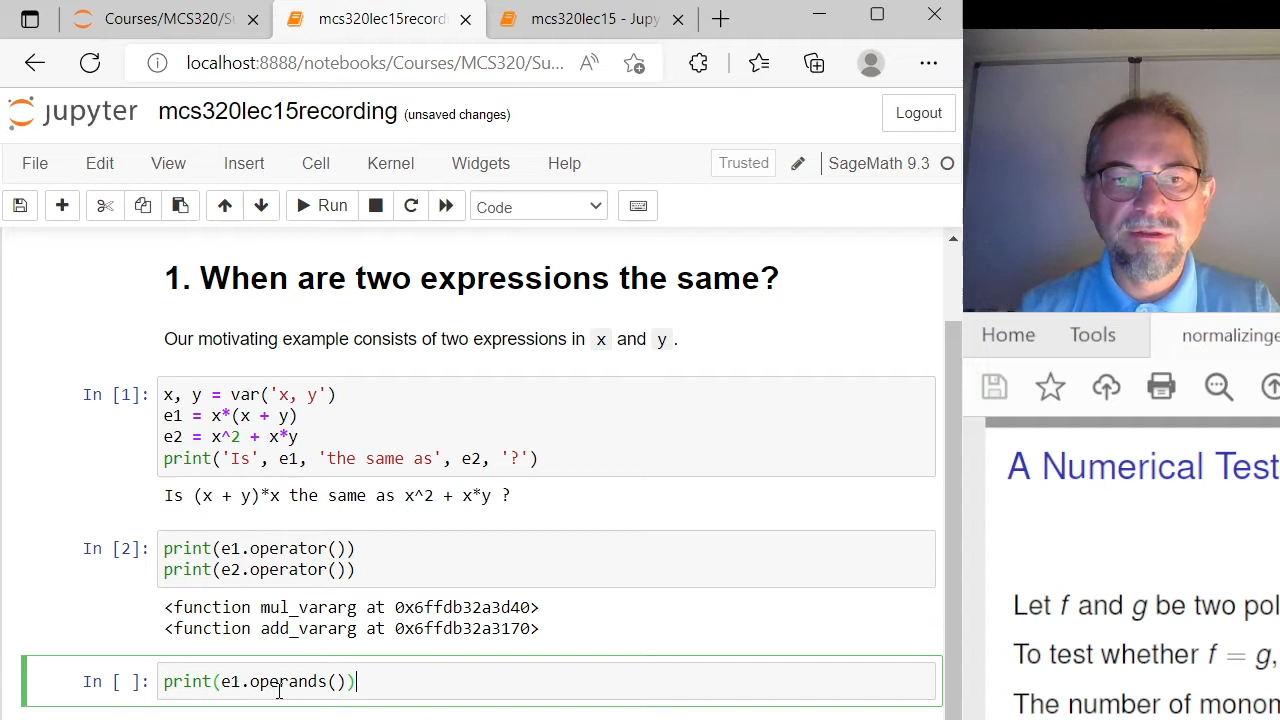 Courses/MCS320/Su
mcs320lec15recordi
mcs320lec15 - Jupy
localhost:8888/notebooks/Courses/MCS320/Su...
jupyter mcs320lec15recording (unsaved changes)
Logout
File Edit View Insert Cell Kernel Widgets Help
Trusted
SageMath 9.3
Run
Code
1. When are two expressions the same?
Our motivating example consists of two expressions in x and y.
In [1]: x, y = var('x, y')
e1 = x*(x + y)
e2 = x^2 + x*y
print('Is', e1, 'the same as', e2, '?')
Is (x + y)*x the same as x^2 + x*y ?
In [2]: print(e1.operator())
print(e2.operator())
<function mul_vararg at 0x6ffdb32a3d40>
<function add_vararg at 0x6ffdb32a3170>
In [ ]: print(e1.operands())
Home Tools normalizinge
A Numerical Test
Let f and g be two pol
To test whether f = g,
The number of monom